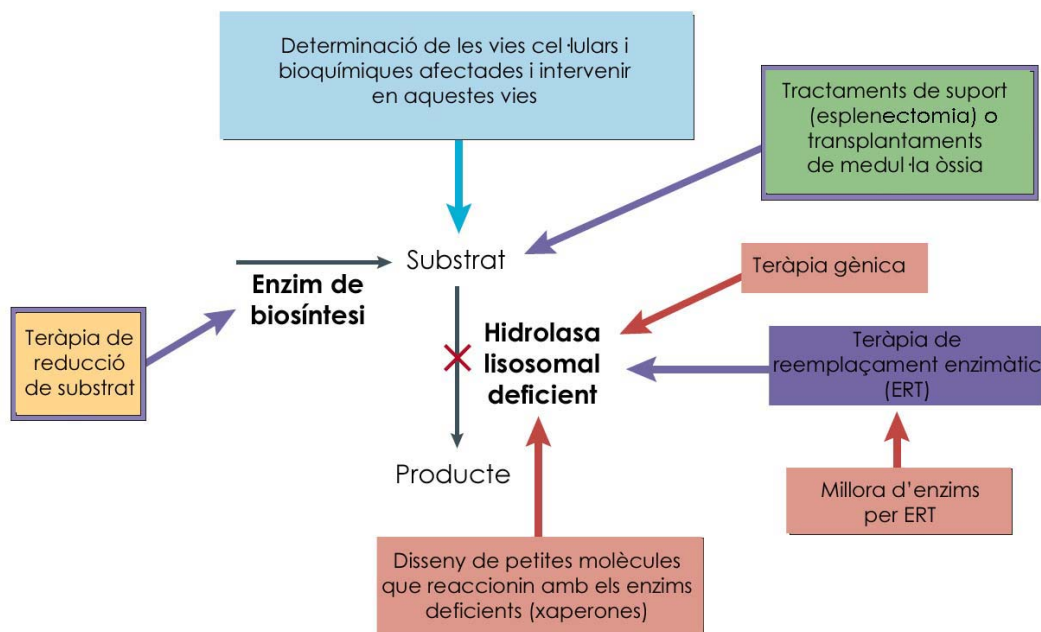 Determinació de les vies cel·lulars i
bioquímiques afectades i intervenir
en aquestes vies
Tractaments de suport
(esplenectomia) o
transplantaments
de medul·la òssia
Substrat
Teràpia gènica
Enzim de
biosíntesi
Teràpia de
reducció
de substrat
Hidrolasa
lisosomal
deficient
Teràpia de
reemplaçament enzimàtic
(ERT)
Producte
Millora d’enzims
per ERT
Disseny de petites molècules
que reaccionin amb els enzims
deficients (xaperones)